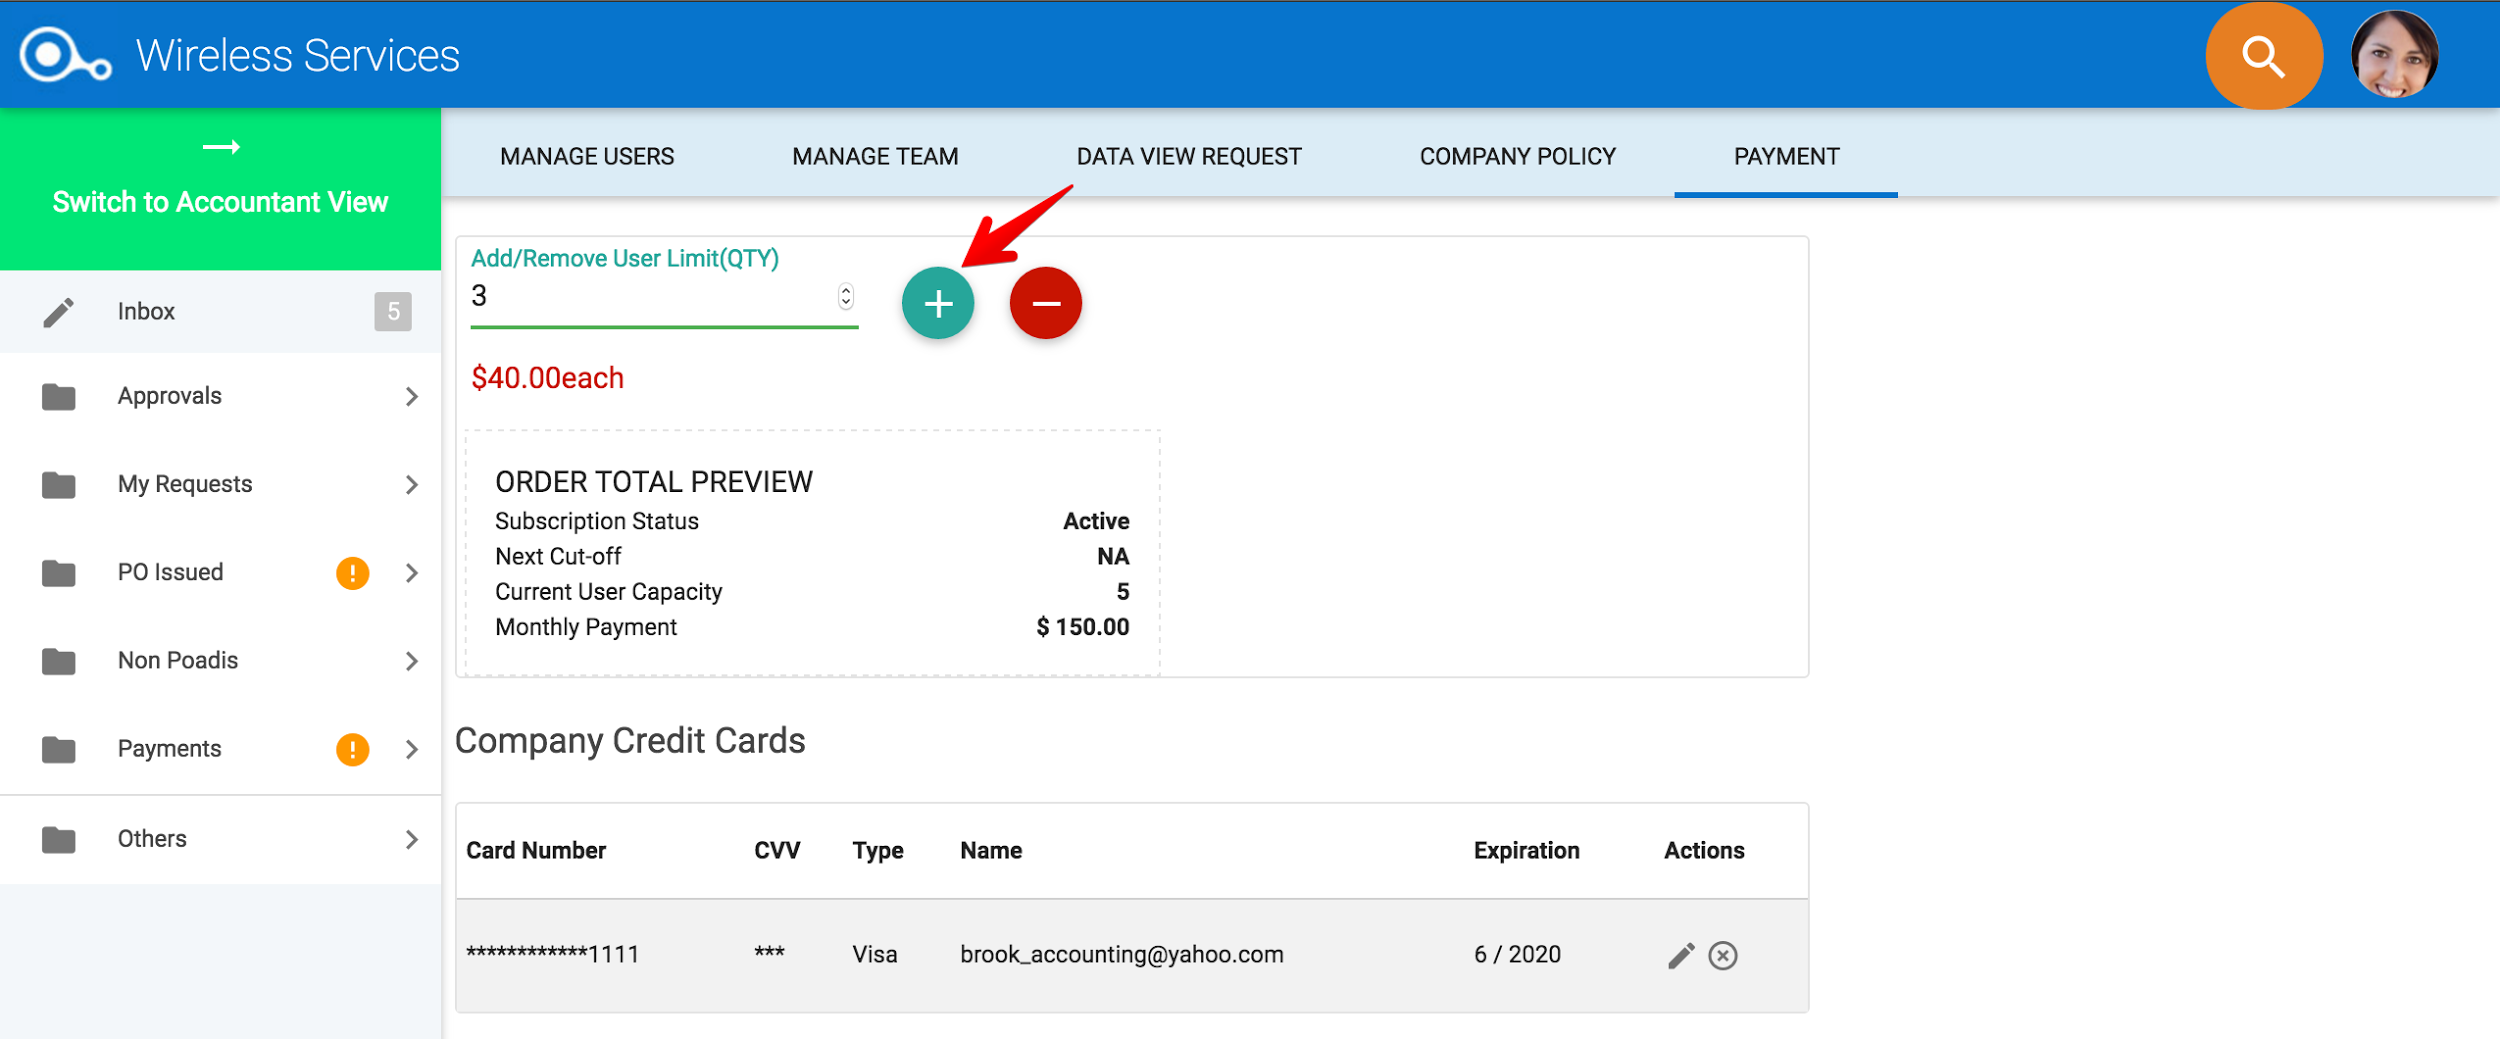 Wireless Services
Switch to Accountant View
Inbox 5
Approvals
My Requests
PO Issued !
Non Poadis
Payments !
Others
MANAGE USERS MANAGE TEAM DATA VIEW REQUEST COMPANY POLICY PAYMENT
Add/Remove User Limit(QTY)
3
$40.00each
ORDER TOTAL PREVIEW
Subscription Status Active
Next Cut-off NA
Current User Capacity 5
Monthly Payment $ 150.00
Company Credit Cards
Card Number CVV Type Name Expiration Actions
************1111 *** Visa brook_accounting@yahoo.com 6 / 2020